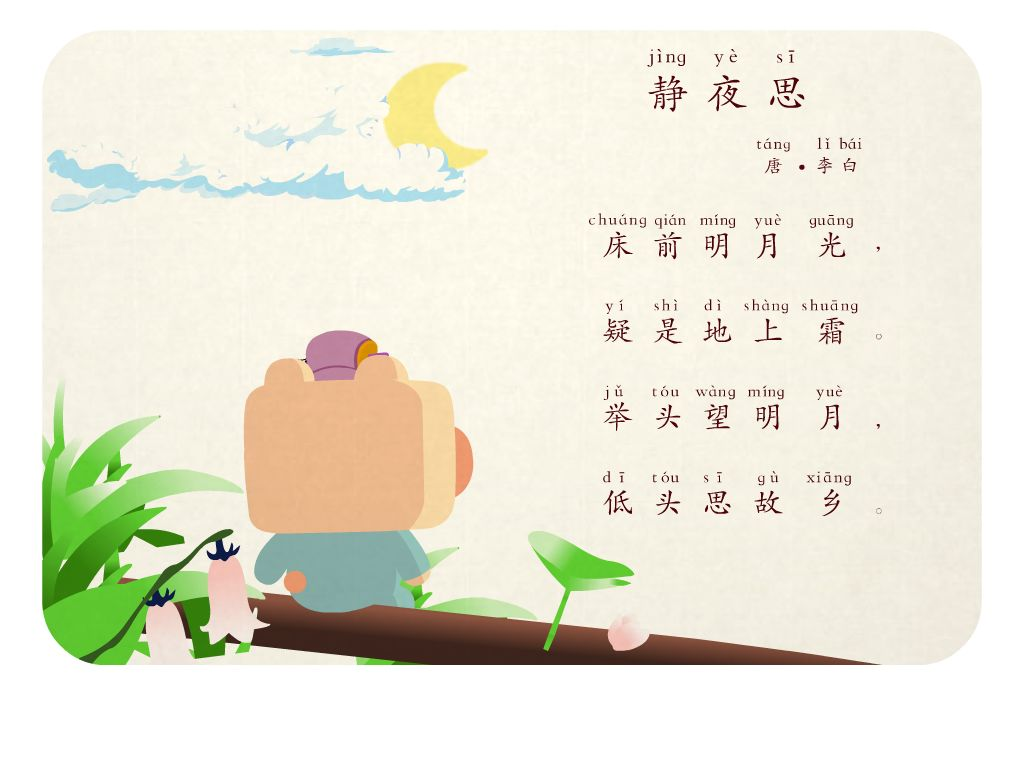 jìng yè sī
静夜思
táng lǐ bái
唐·李白
chuáng qián míng yuè guāng
床前明月光，
yí shì dì shàng shuāng
疑是地上霜。
jǔ tóu wàng míng yuè
举头望明月，
dī tóu sī gù xiāng
低头思故乡。